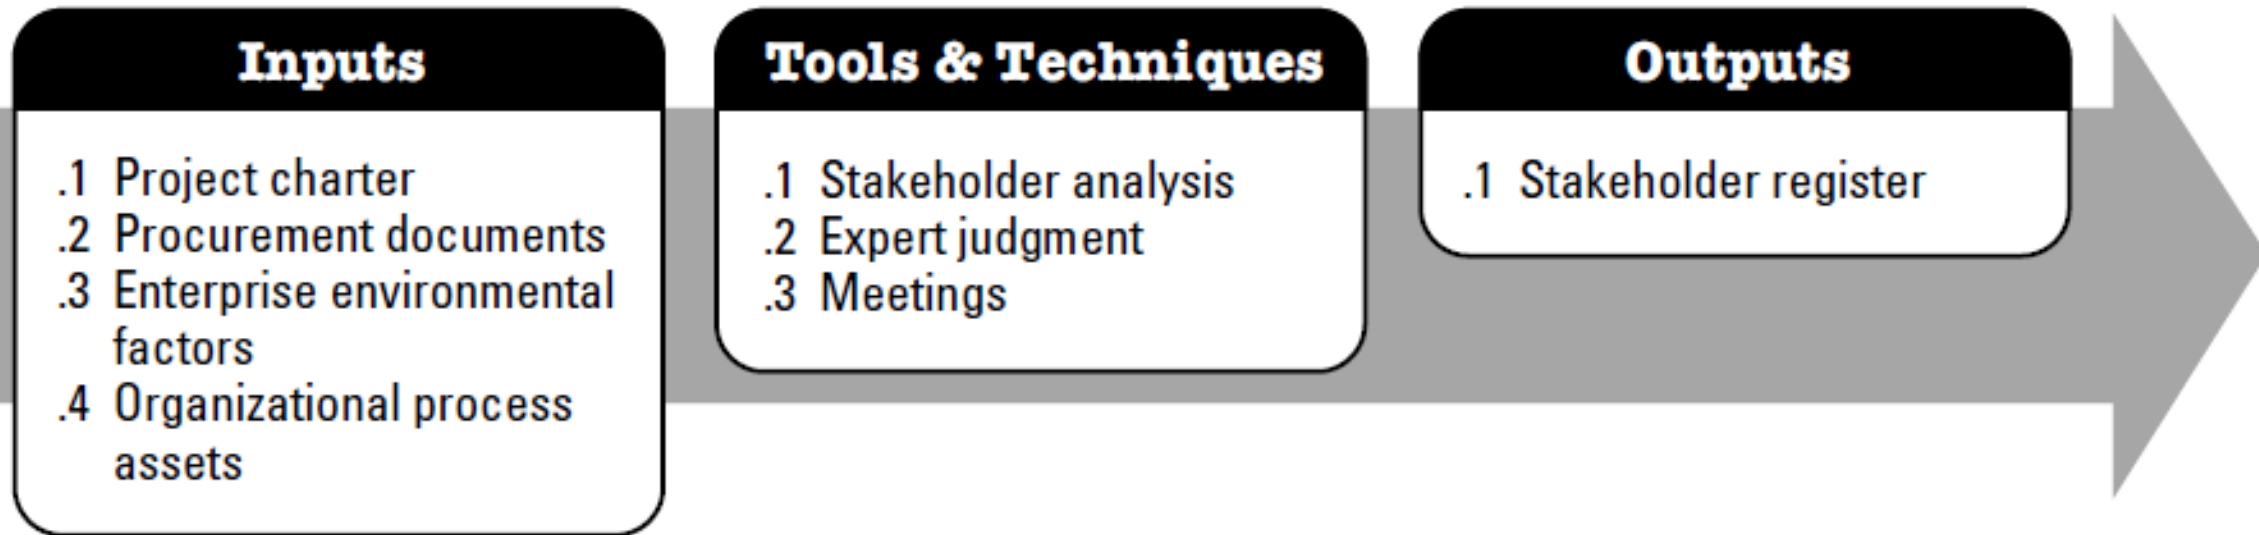 Inputs
.1 Project charter
.2 Procurement documents
.3 Enterprise environmental
factors
.4 Organizational process
assets
Tools & Techniques
.1 Stakeholder analysis
.2 Expert judgment
.3 Meetings
Outputs
.1 Stakeholder register